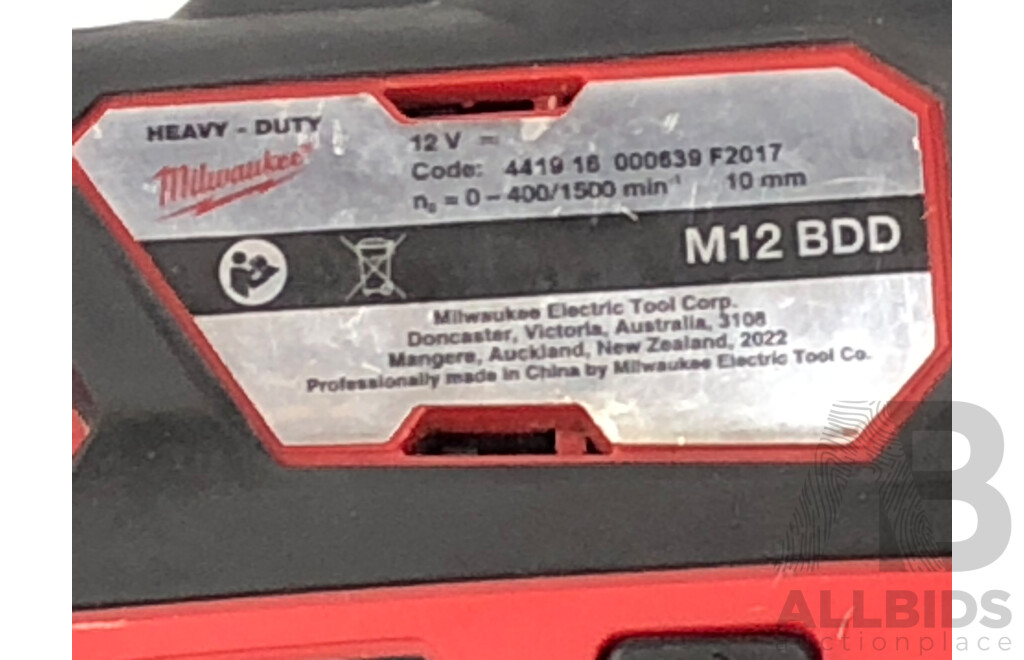 HEAVY - DUTY
Milwaukee
12 V ⎓
Code: 4419 16 000639 F2017
n₀ = 0 – 400/1500 min⁻¹ 10 mm
M12 BDD
Milwaukee Electric Tool Corp.
Doncaster, Victoria, Australia, 3108
Mangere, Auckland, New Zealand, 2022
Professionally made in China by Milwaukee Electric Tool Co.
AB
ALLBIDS
auctionplace